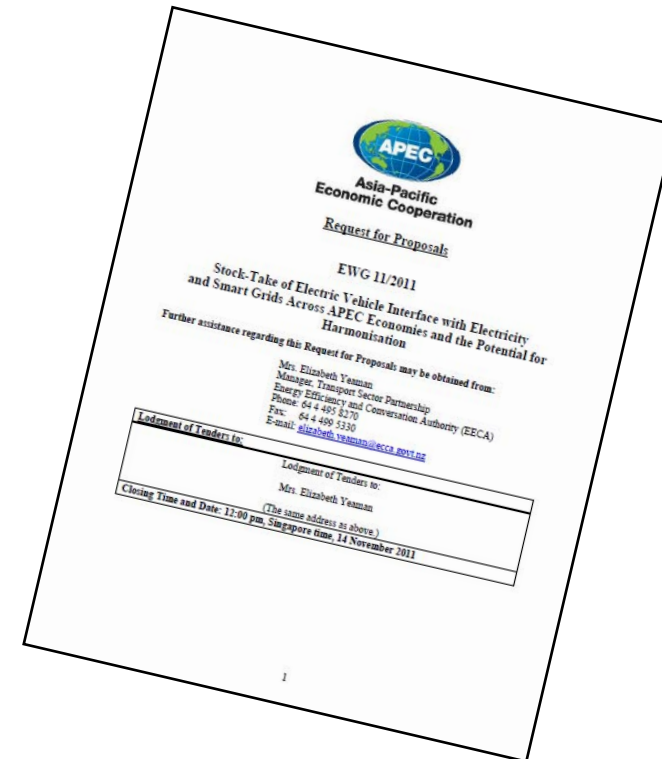 APEC
Asia-Pacific
Economic Cooperation
Request for Proposals
EWG 11/2011
Stock-Take of Electric Vehicle Interface with Electricity
and Smart Grids Across APEC Economies and the Potential for
Harmonisation
Further assistance regarding this Request for Proposals may be obtained from:
Mrs. Elizabeth Yeaman
Manager, Transport Sector Partnership
Energy Efficiency and Conversation Authority (EECA)
Phone: 64 4 495 8270
Fax: 64 4 499 5330
E-mail: elizabeth.yeaman@ecca.govt.nz
Lodgment of Tenders to:
Lodgment of Tenders to:
Mrs. Elizabeth Yeaman
(The same address as above.)
Closing Time and Date: 12:00 pm, Singapore time, 14 November 2011
1